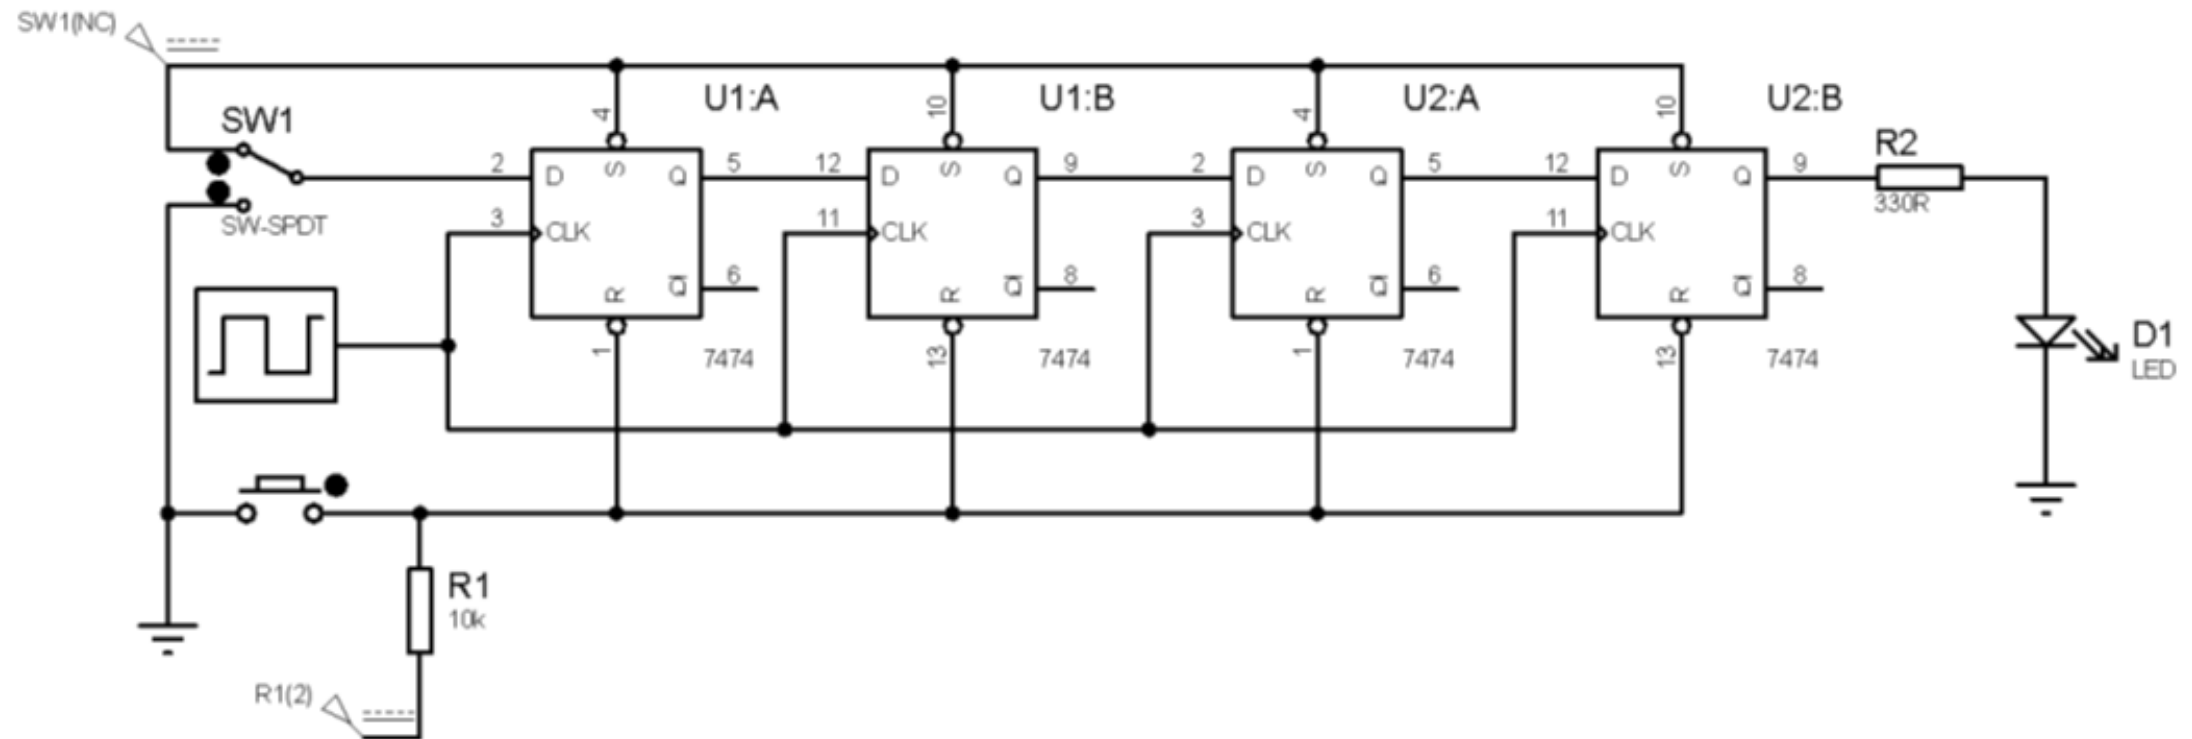 SW1(NC)
SW1
SW-SPDT
U1:A
4
2
D
S
Q
5
3
CLK
R
Q
6
1
7474
U1:B
10
12
D
S
Q
9
11
CLK
R
Q
8
13
7474
U2:A
4
2
D
S
Q
5
3
CLK
R
Q
6
1
7474
U2:B
10
12
D
S
Q
9
11
CLK
R
Q
8
13
7474
R2
330R
D1
LED
R1
10k
R1(2)